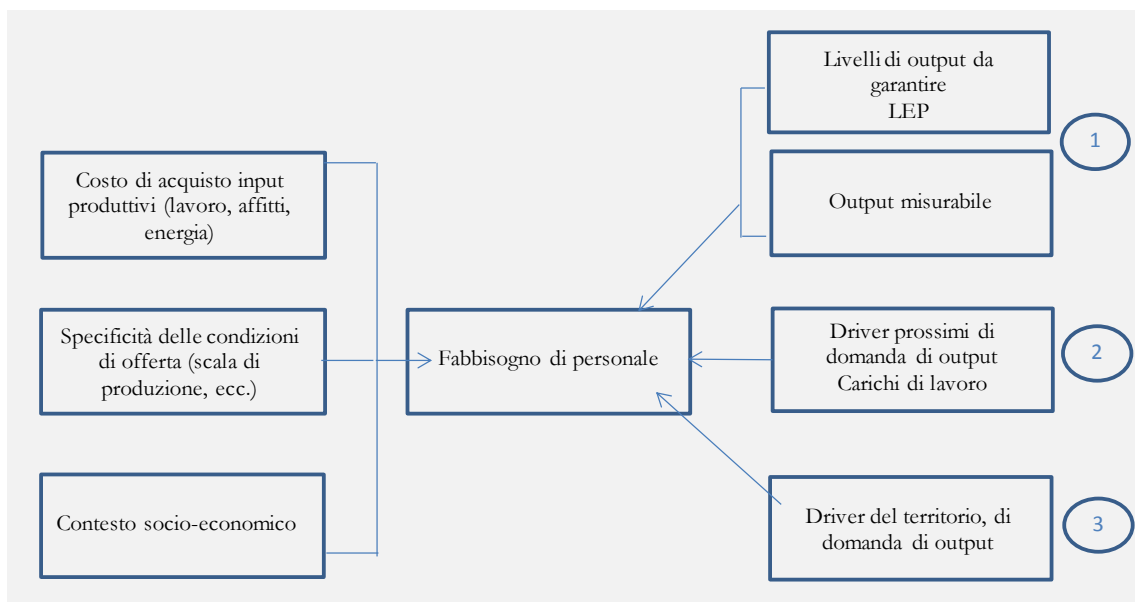 Livelli di output da
garantire
LEP
1
Output misurabile
Costo di acquisto input
produttivi (lavoro, affitti,
energia)
Specificità delle condizioni
di offerta (scala di
produzione, ecc.)
Fabbisogno di personale
Driver prossimi di
domanda di output
Carichi di lavoro
2
Contesto socio-economico
Driver del territorio, di
domanda di output
3